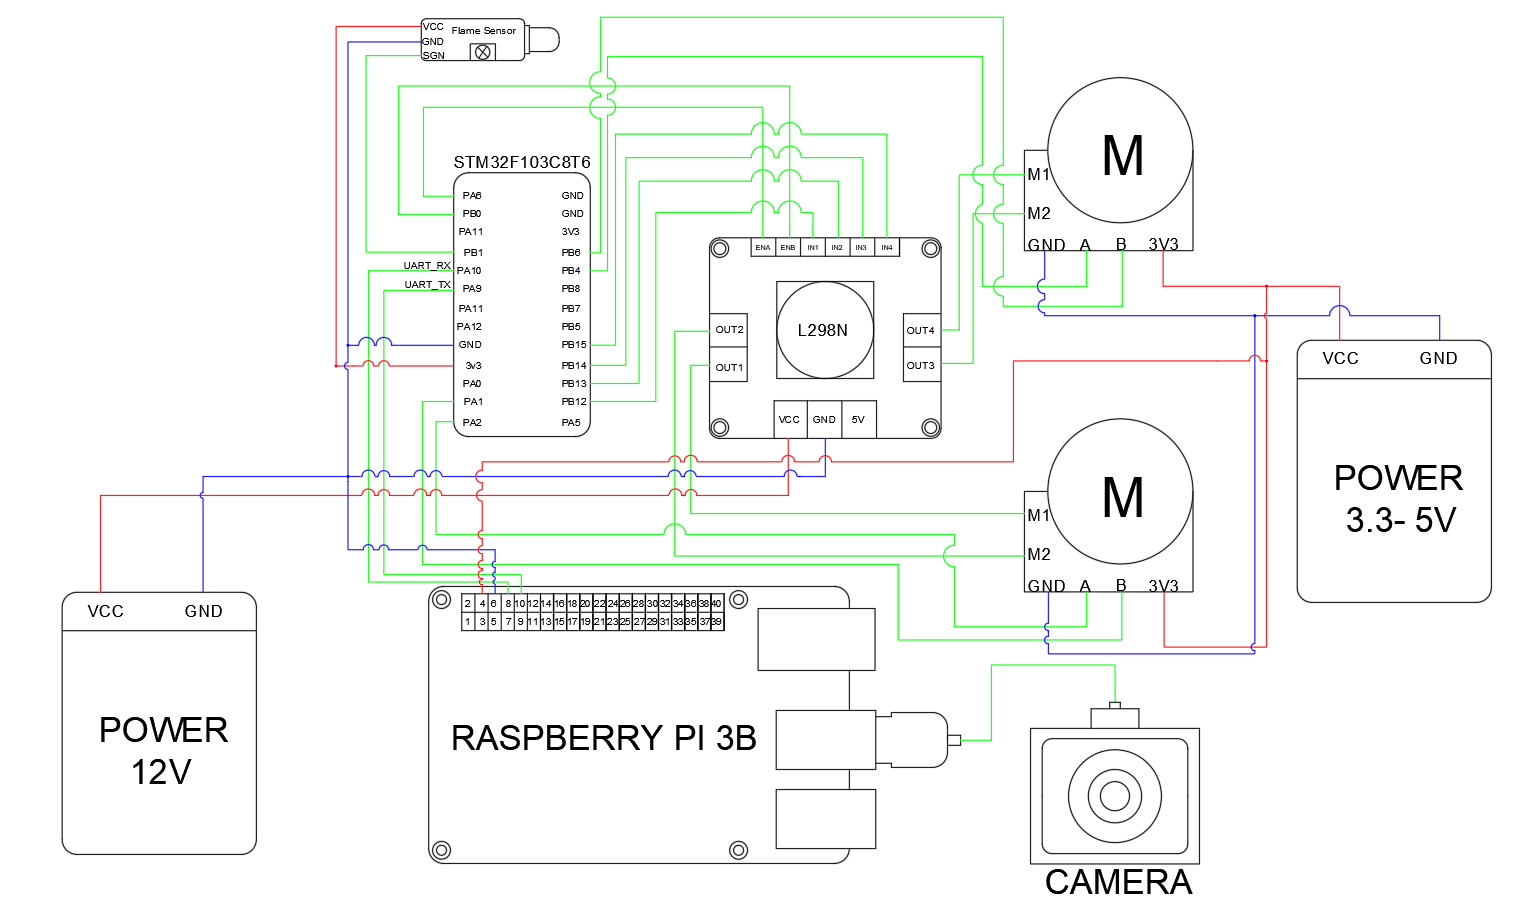 VCC
GND
SGN
Flame Sensor
STM32F103C8T6
PA6
PB0
PA11
PB1
PA10
PA9
PA11
PA12
GND
3v3
PA0
PA1
PA2
UART_RX
UART_TX
GND
GND
3V3
PB6
PB4
PB8
PB7
PB5
PB15
PB14
PB13
PB12
PA5
ENA ENB IN1 IN2 IN3 IN4
L298N
OUT2
OUT1
OUT4
OUT3
VCC GND 5V
M
M1
M2
GND A B 3V3
M
M1
M2
GND A B 3V3
VCC GND
POWER
3.3- 5V
VCC GND
POWER
12V
2 4 6 8 10 12 14 16 18 20 22 24 26 28 30 32 34 36 38 40
1 3 5 7 9 11 13 15 17 19 21 23 25 27 29 31 33 35 37 39
RASPBERRY PI 3B
CAMERA